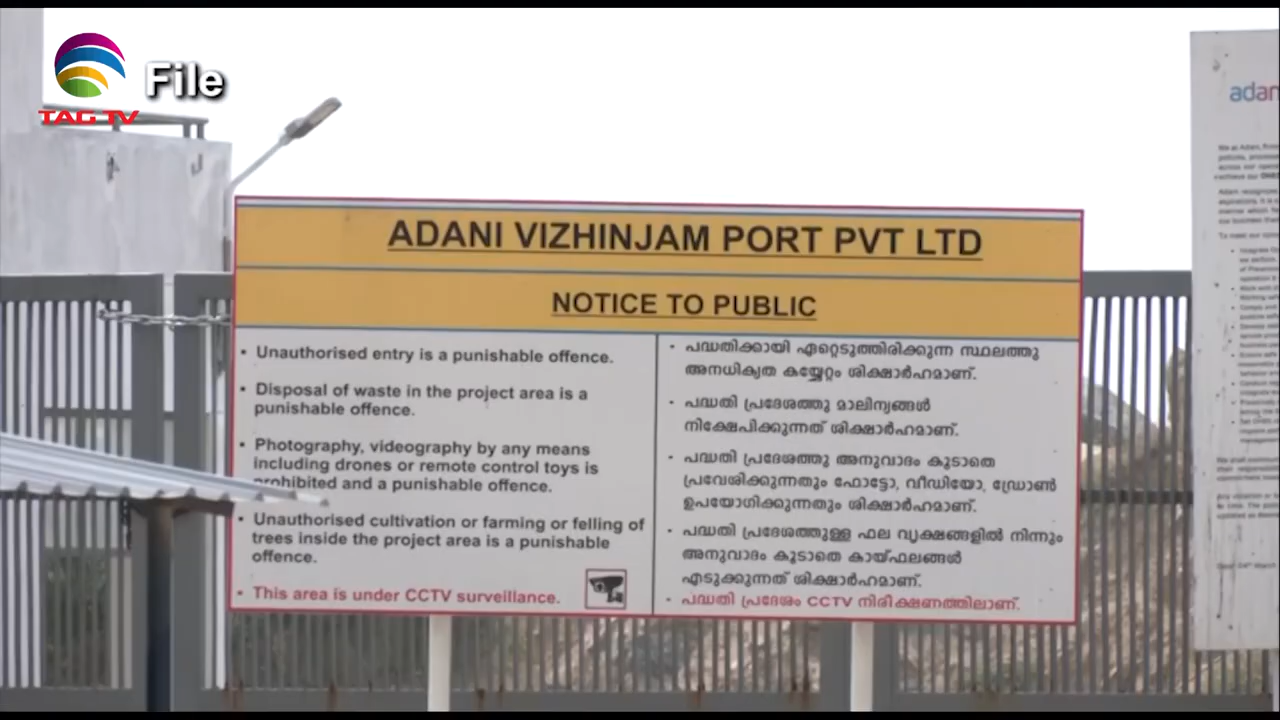 File
TAG TV
ADANI VIZHINJAM PORT PVT LTD
NOTICE TO PUBLIC
• Unauthorised entry is a punishable offence.
• Disposal of waste in the project area is a
punishable offence.
• Photography, videography by any means
including drones or remote control toys is
prohibited and a punishable offence.
• Unauthorised cultivation or farming or felling of
trees inside the project area is a punishable
offence.
• This area is under CCTV surveillance.
• പദ്ധതിക്കായി ഏറ്റെടുത്തിരിക്കുന്ന സ്ഥലത്തു
അനധികൃത കയ്യേറ്റം ശിക്ഷാർഹമാണ്.
• പദ്ധതി പ്രദേശത്തു മാലിന്യങ്ങൾ
നിക്ഷേപിക്കുന്നത് ശിക്ഷാർഹമാണ്.
• പദ്ധതി പ്രദേശത്തു അനുവാദം കൂടാതെ
പ്രവേശിക്കുന്നതും ഫോട്ടോ, വീഡിയോ, ഡ്രോൺ
ഉപയോഗിക്കുന്നതും ശിക്ഷാർഹമാണ്.
• പദ്ധതി പ്രദേശത്തുള്ള ഫല വൃക്ഷങ്ങളിൽ നിന്നും
അനുവാദം കൂടാതെ കായ്ഫലങ്ങൾ
എടുക്കുന്നത് ശിക്ഷാർഹമാണ്.
• പദ്ധതി പ്രദേശം CCTV നിരീക്ഷണത്തിലാണ്.
adan